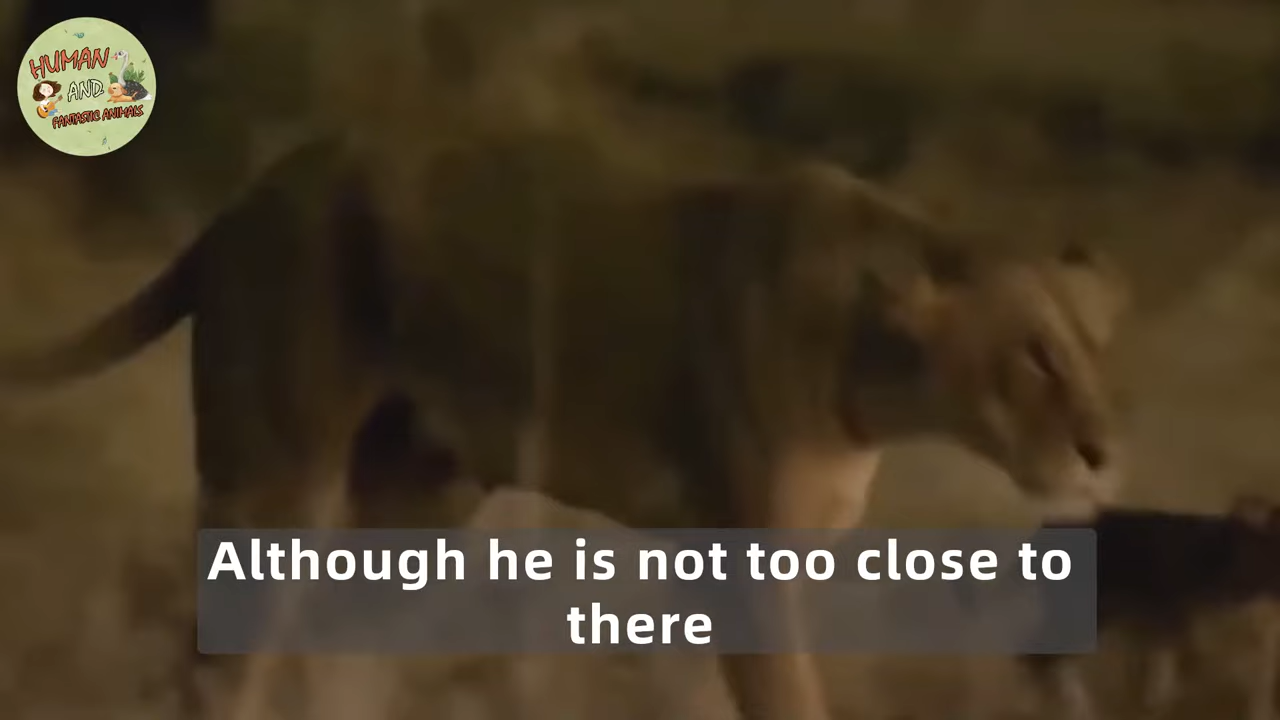 HUMAN
AND
FANTASTIC ANIMALS
Although he is not too close to
there